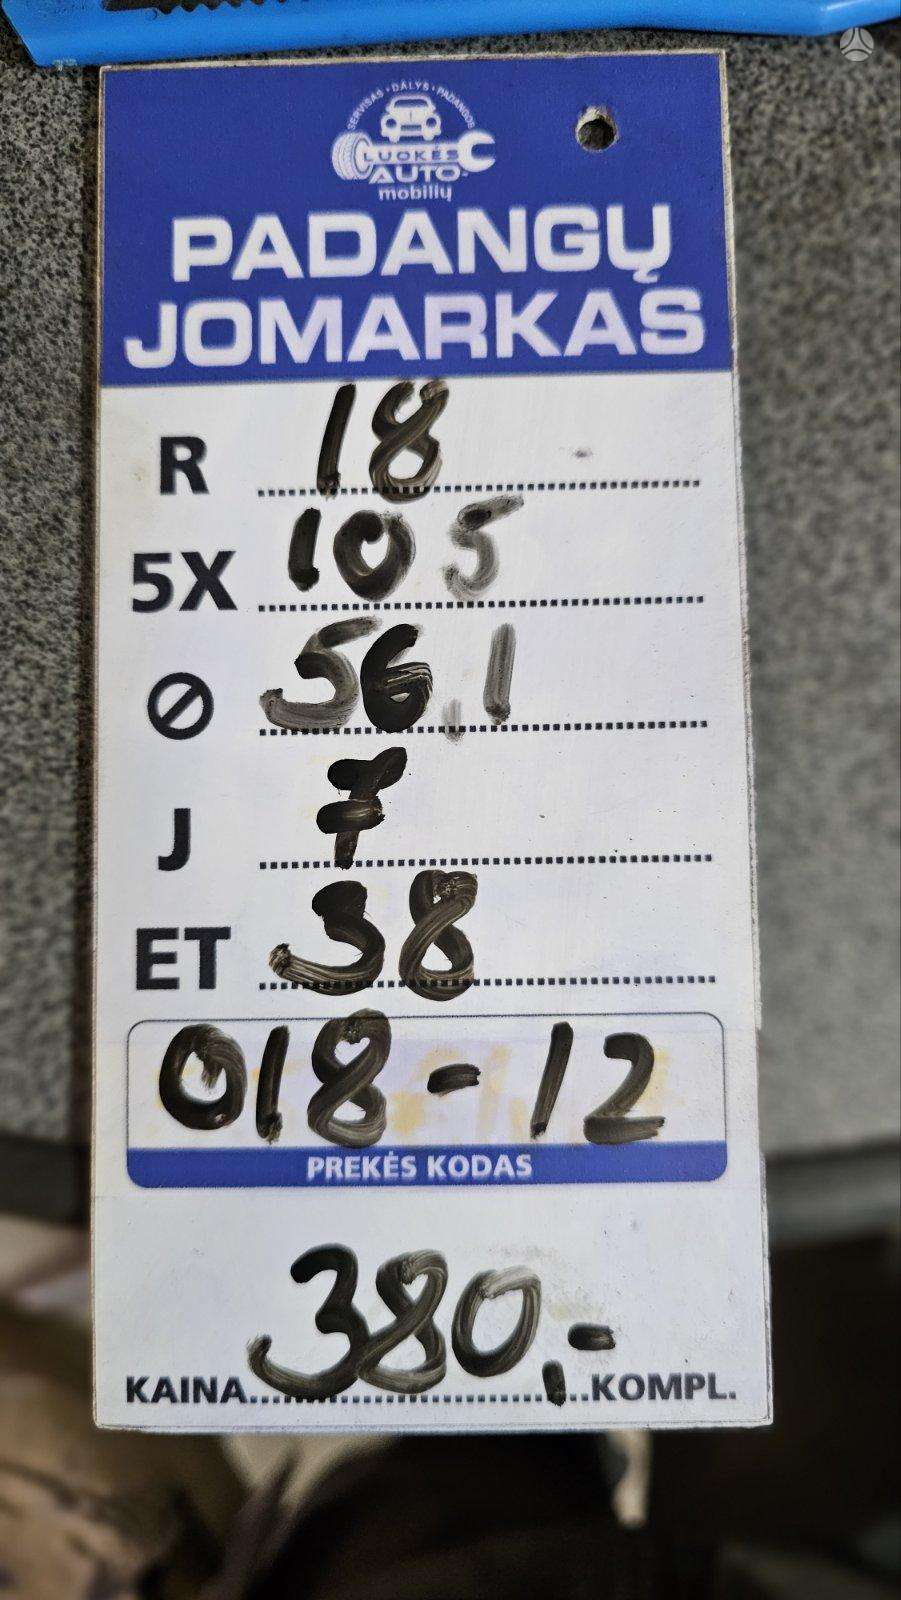 SERVISAS • DALYS • PADANGOS
LUOKĖS
AUTO
mobilių
PADANGŲ
JOMARKAS
R 18
5X 105
Ø 56,1
J 7
ET 38
018-12
PREKĖS KODAS
380,-
KAINA..............................KOMPL.